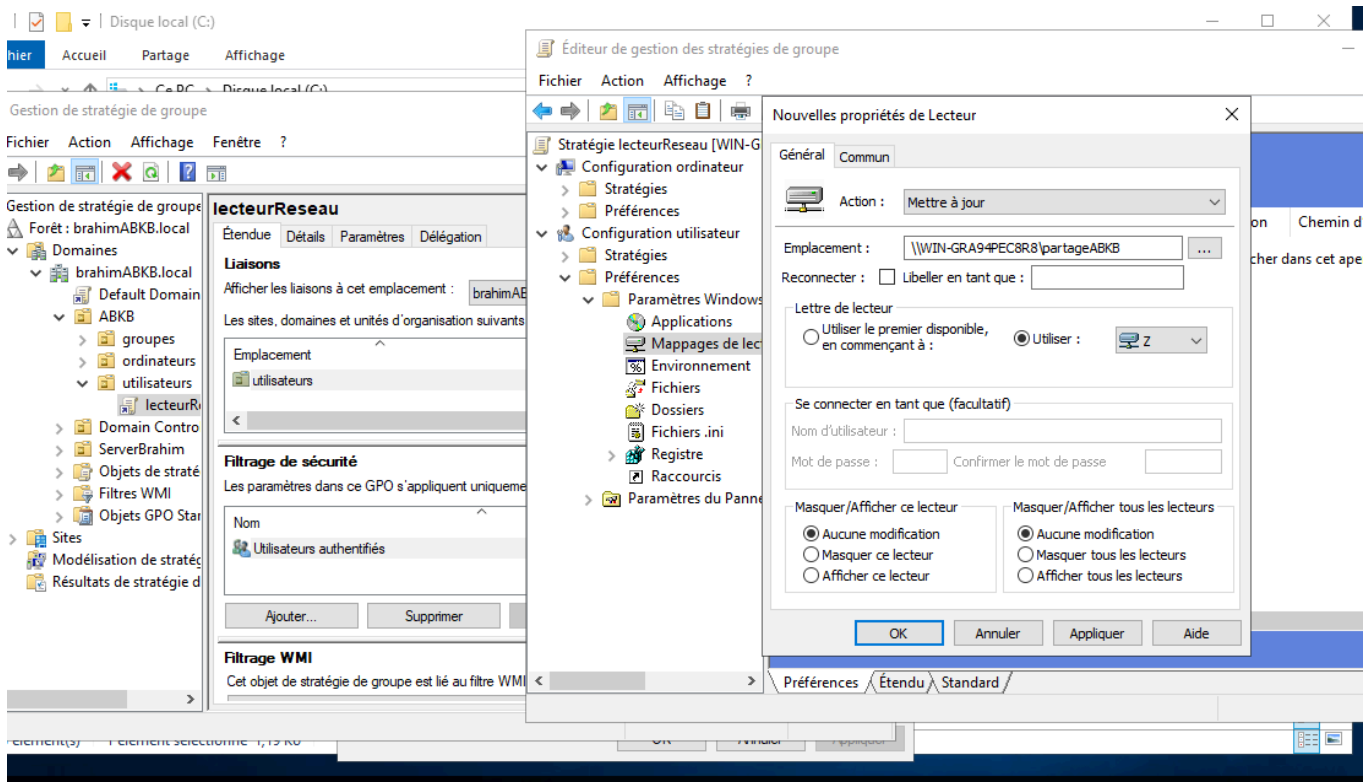 Disque local (C:)
hier Accueil Partage Affichage
Ce PC Disque local (C:)
Gestion de stratégie de groupe
Fichier Action Affichage Fenêtre ?
Gestion de stratégie de groupe
Forêt : brahimABKB.local
Domaines
brahimABKB.local
Default Domain
ABKB
groupes
ordinateurs
utilisateurs
lecteurR
Domain Contro
ServerBrahim
Objets de straté
Filtres WMI
Objets GPO Star
Sites
Modélisation de stratég
Résultats de stratégie d
lecteurReseau
Étendue Détails Paramètres Délégation
Liaisons
Afficher les liaisons à cet emplacement : brahimAB
Les sites, domaines et unités d'organisation suivants
Emplacement
utilisateurs
Filtrage de sécurité
Les paramètres dans ce GPO s'appliquent uniqueme
Nom
Utilisateurs authentifiés
Ajouter... Supprimer
Filtrage WMI
Cet objet de stratégie de groupe est lié au filtre WMI
Éditeur de gestion des stratégies de groupe
Fichier Action Affichage ?
Stratégie lecteurReseau [WIN-G
Configuration ordinateur
Stratégies
Préférences
Configuration utilisateur
Stratégies
Préférences
Paramètres Windows
Applications
Mappages de lec
Environnement
Fichiers
Dossiers
Fichiers .ini
Registre
Raccourcis
Paramètres du Panne
Nouvelles propriétés de Lecteur
Général Commun
Action : Mettre à jour
Emplacement : \\WIN-GRA94PEC8R8\partageABKB ...
Reconnecter : Libeller en tant que :
Lettre de lecteur
Utiliser le premier disponible,
en commençant à :
Utiliser : Z
Se connecter en tant que (facultatif)
Nom d'utilisateur :
Mot de passe : Confirmer le mot de passe
Masquer/Afficher ce lecteur
Aucune modification
Masquer ce lecteur
Afficher ce lecteur
Masquer/Afficher tous les lecteurs
Aucune modification
Masquer tous les lecteurs
Afficher tous les lecteurs
OK Annuler Appliquer Aide
on Chemin d
cher dans cet ape
Préférences Étendu Standard